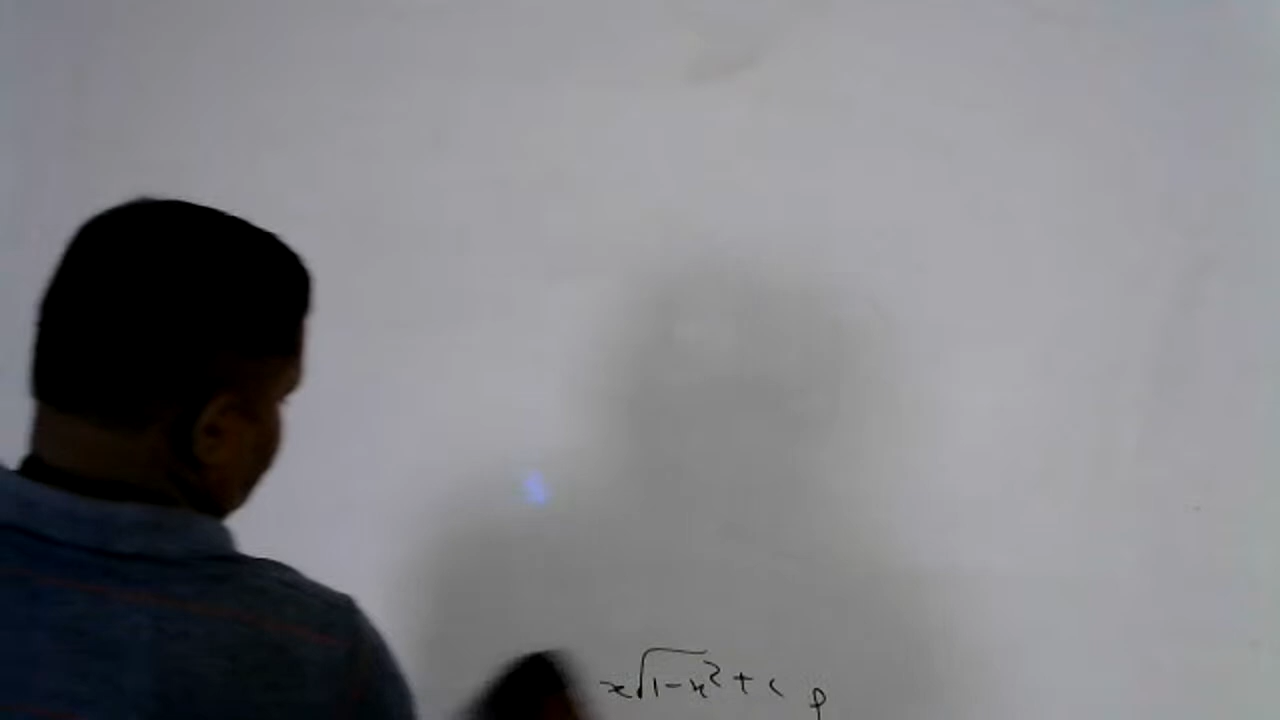 x√1-x² + c